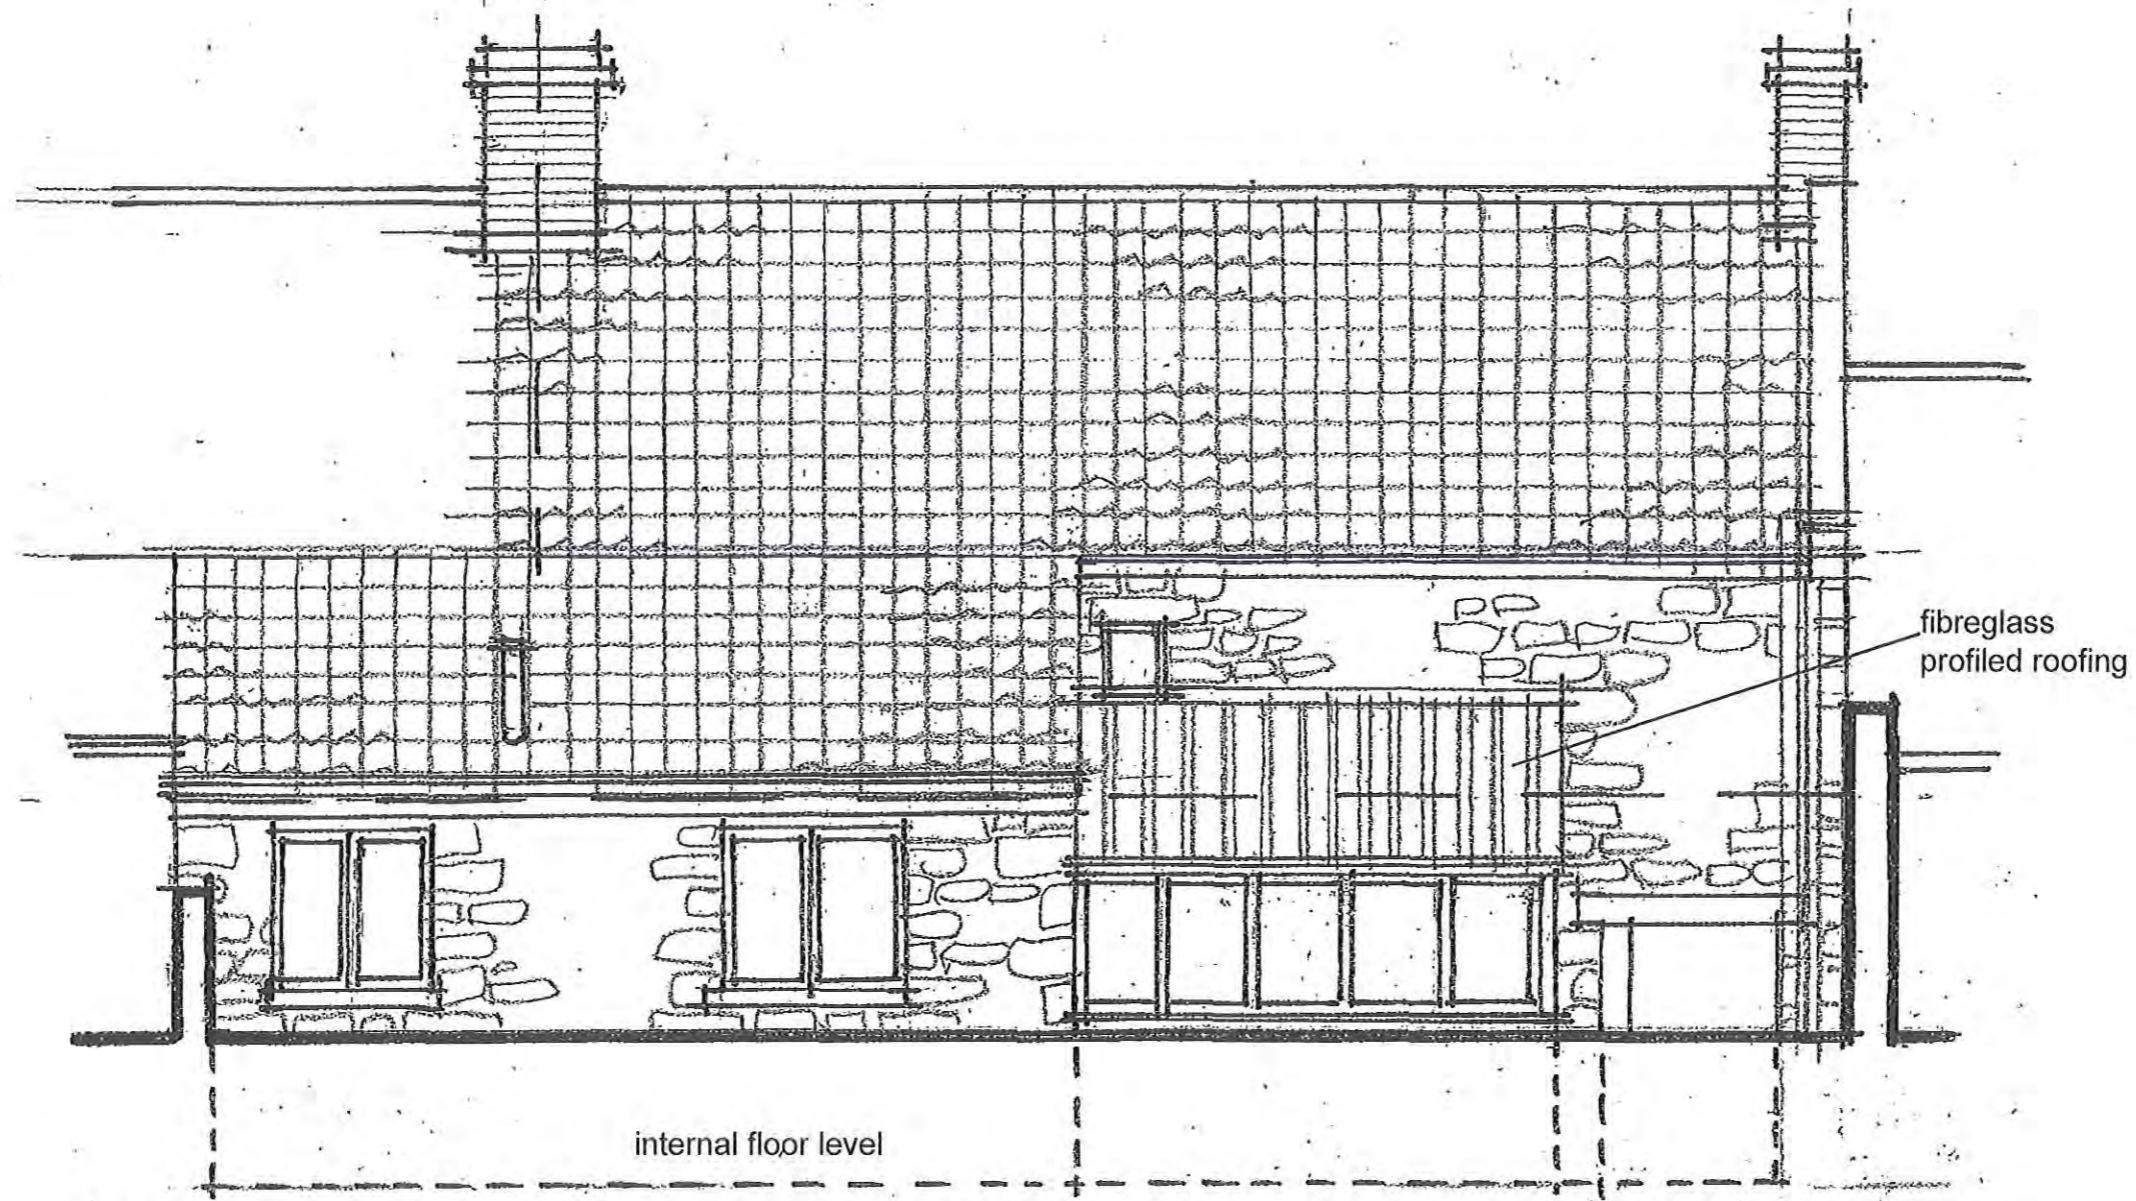 fibreglass
profiled roofing
internal floor level